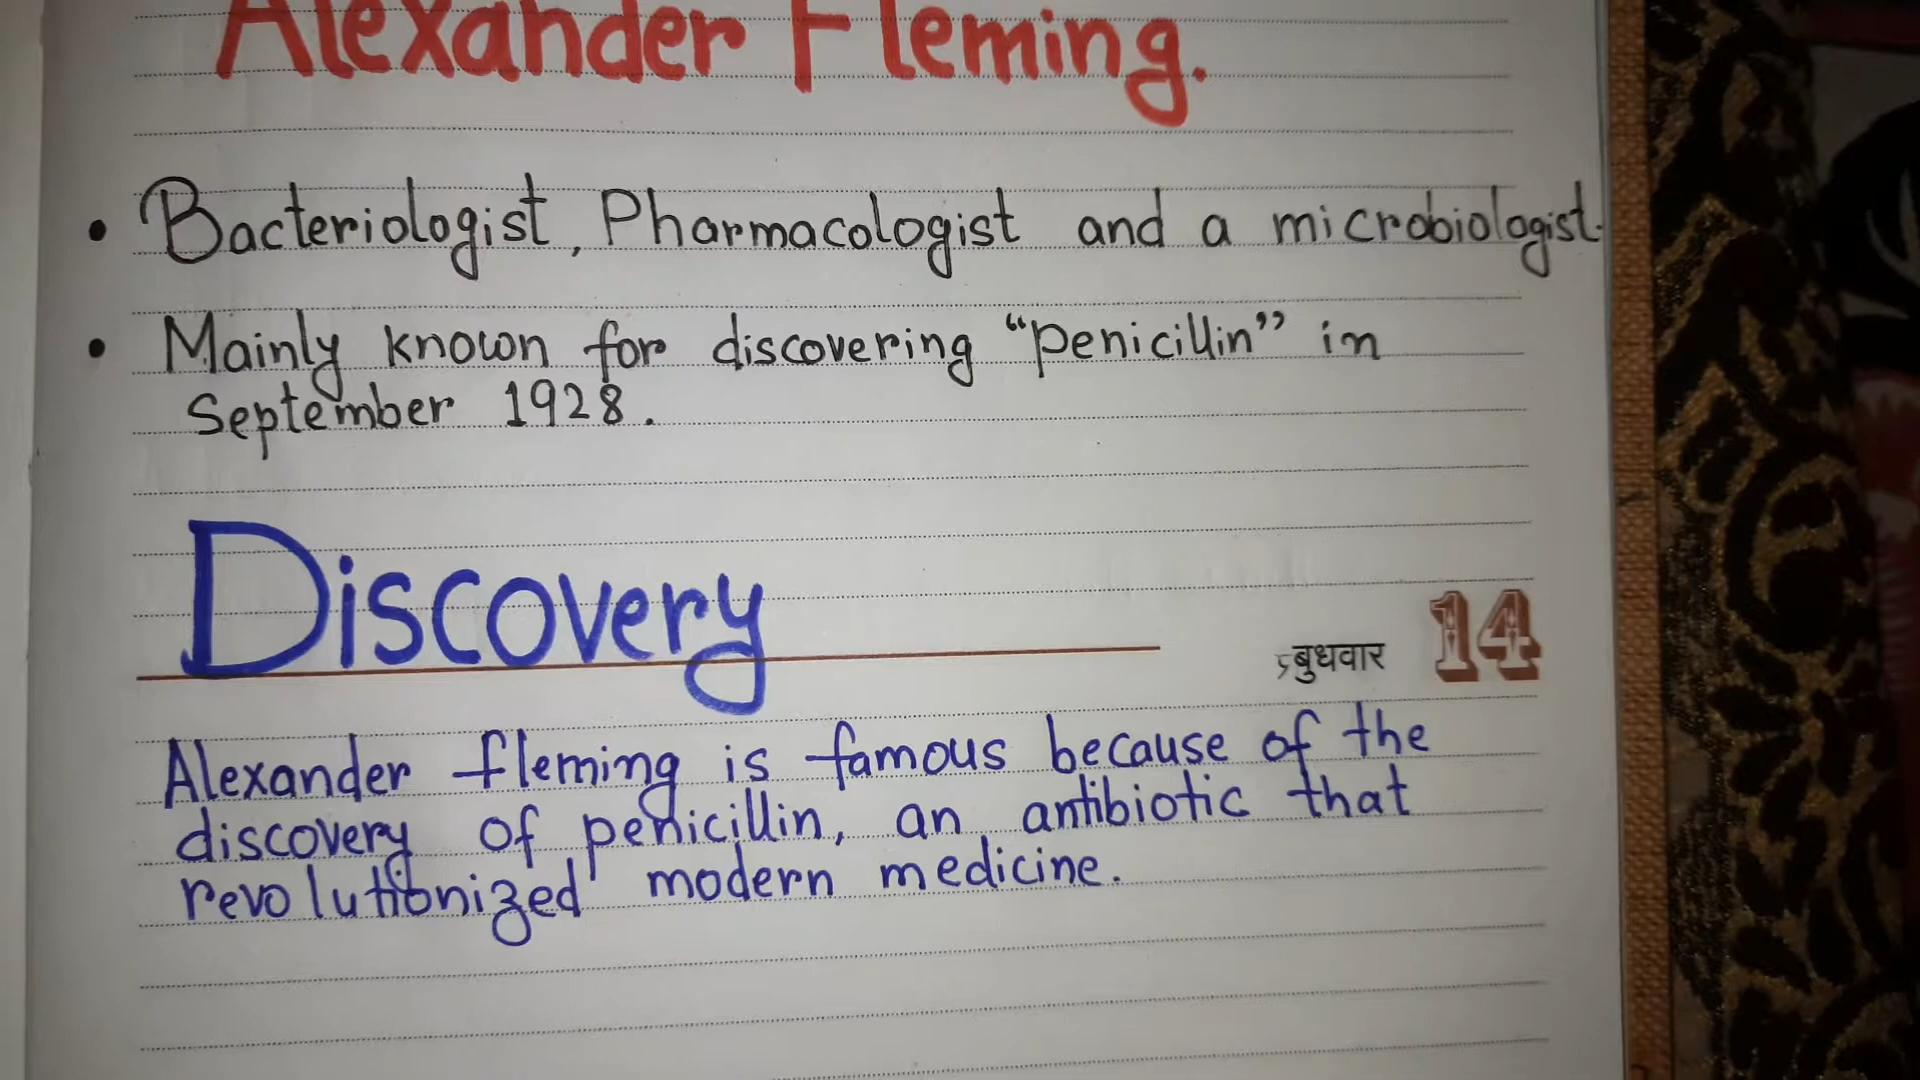 Alexander Fleming.
• Bacteriologist, Pharmacologist and a microbiologist.
• Mainly known for discovering “penicillin” in
September 1928.
Discovery
बुधवार 14
Alexander fleming is famous because of the
discovery of penicillin, an antibiotic that
revolutionized modern medicine.